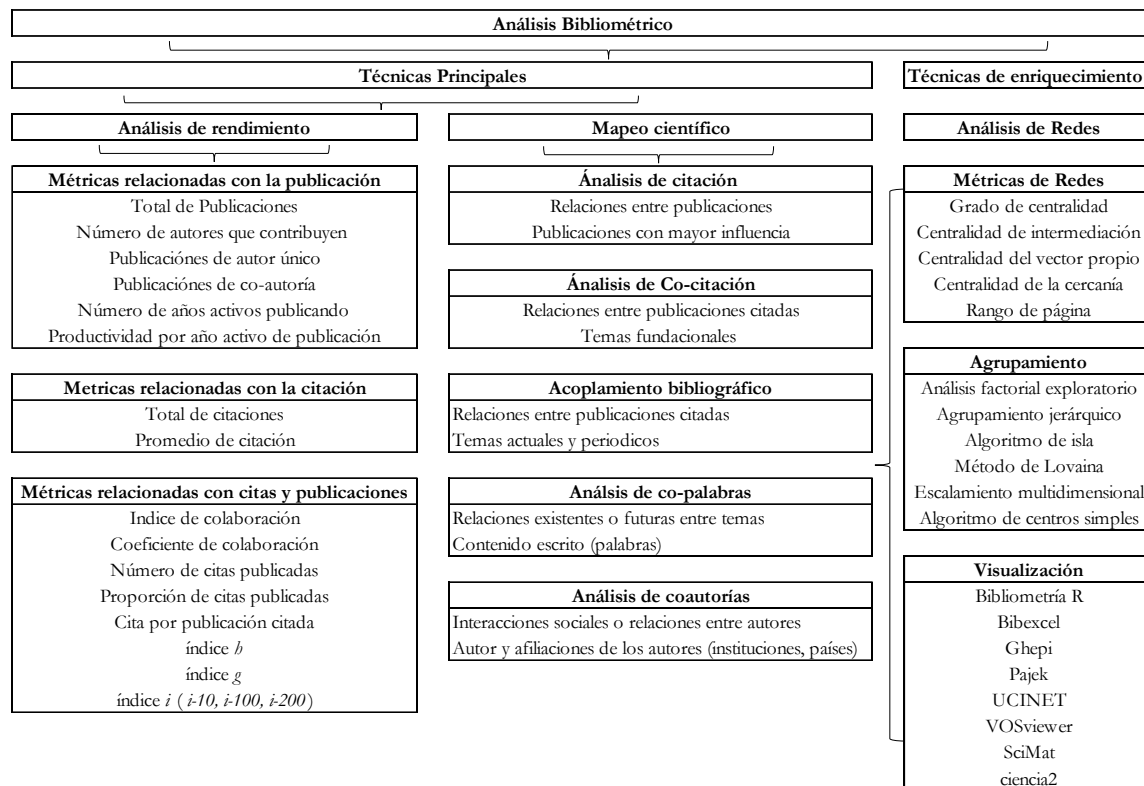 Análisis Bibliométrico
Técnicas Principales
Técnicas de enriquecimiento
Análisis de rendimiento
Mapeo científico
Análisis de Redes
Métricas relacionadas con la publicación
Total de Publicaciones
Número de autores que contribuyen
Publicaciónes de autor único
Publicaciónes de co-autoría
Número de años activos publicando
Productividad por año activo de publicación
Metricas relacionadas con la citación
Total de citaciones
Promedio de citación
Métricas relacionadas con citas y publicaciones
Indice de colaboración
Coeficiente de colaboración
Número de citas publicadas
Proporción de citas publicadas
Cita por publicación citada
índice h
índice g
índice i ( i-10, i-100, i-200)
Ánalisis de citación
Relaciones entre publicaciones
Publicaciones con mayor influencia
Ánalisis de Co-citación
Relaciones entre publicaciones citadas
Temas fundacionales
Acoplamiento bibliográfico
Relaciones entre publicaciones citadas
Temas actuales y periodicos
Análsis de co-palabras
Relaciones existentes o futuras entre temas
Contenido escrito (palabras)
Análisis de coautorías
Interacciones sociales o relaciones entre autores
Autor y afiliaciones de los autores (instituciones, países)
Métricas de Redes
Grado de centralidad
Centralidad de intermediación
Centralidad del vector propio
Centralidad de la cercanía
Rango de página
Agrupamiento
Análisis factorial exploratorio
Agrupamiento jerárquico
Algoritmo de isla
Método de Lovaina
Escalamiento multidimensional
Algoritmo de centros simples
Visualización
Bibliometría R
Bibexcel
Ghepi
Pajek
UCINET
VOSviewer
SciMat
ciencia2